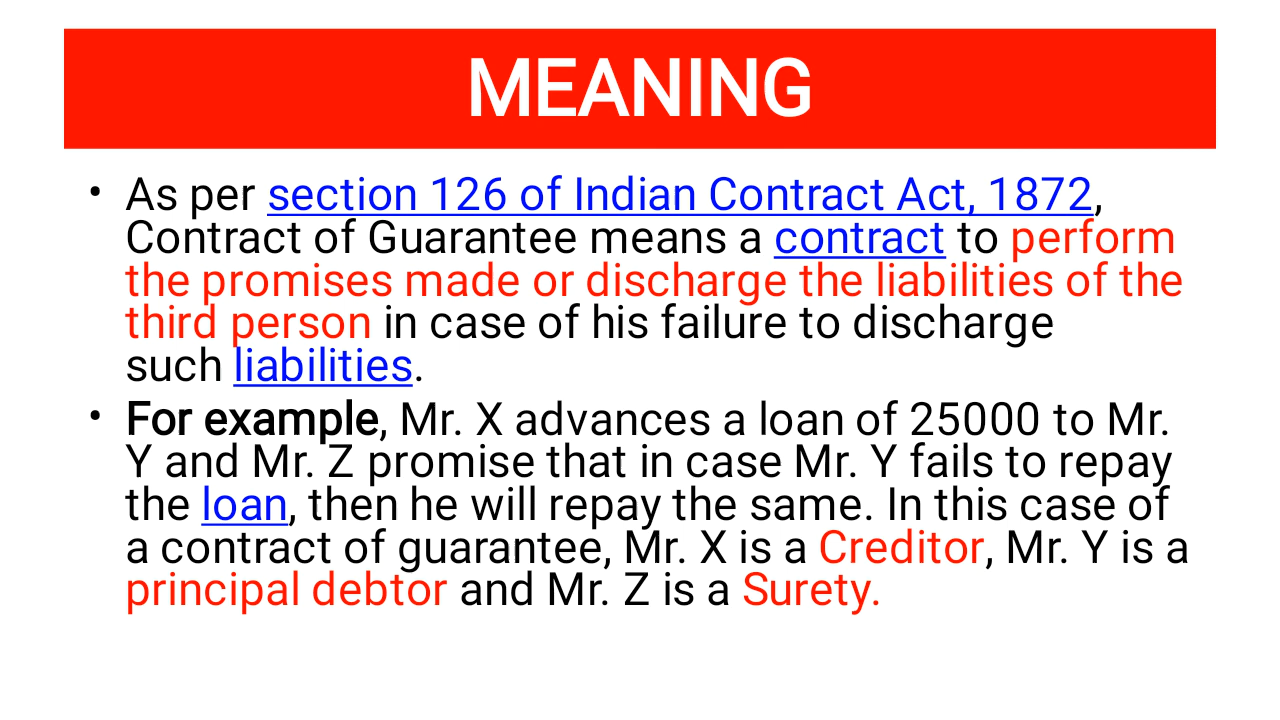 MEANING
• As per section 126 of Indian Contract Act, 1872,
Contract of Guarantee means a contract to perform
the promises made or discharge the liabilities of the
third person in case of his failure to discharge
such liabilities.
• For example, Mr. X advances a loan of 25000 to Mr.
Y and Mr. Z promise that in case Mr. Y fails to repay
the loan, then he will repay the same. In this case of
a contract of guarantee, Mr. X is a Creditor, Mr. Y is a
principal debtor and Mr. Z is a Surety.